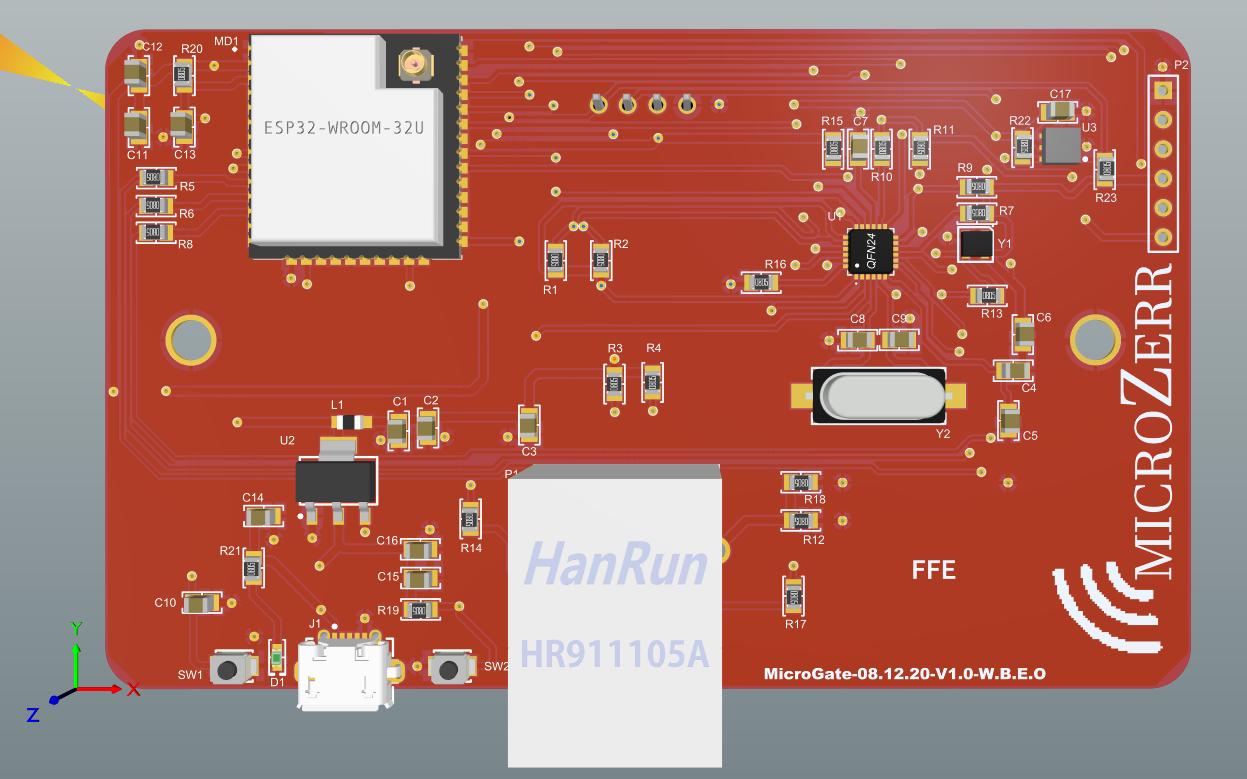 C12
R20
MD1
P2
C17
ESP32-WROOM-32U
R15
C7
R11
R22
U3
C11
C13
R10
R9
R23
R5
R6
R7
R8
U1
QFN24
Y1
R2
R16
R1
R13
C8
C9
C6
R3
R4
C4
L1
C1
C2
U2
Y2
C5
C3
P1
C14
R18
R14
R12
C16
R21
HanRun
FFE
C15
C10
R19
R17
J1
HR911105A
SW1
D1
SW2
MicroGate-08.12.20-V1.0-W.B.E.O
MICROZERR
X
Y
Z